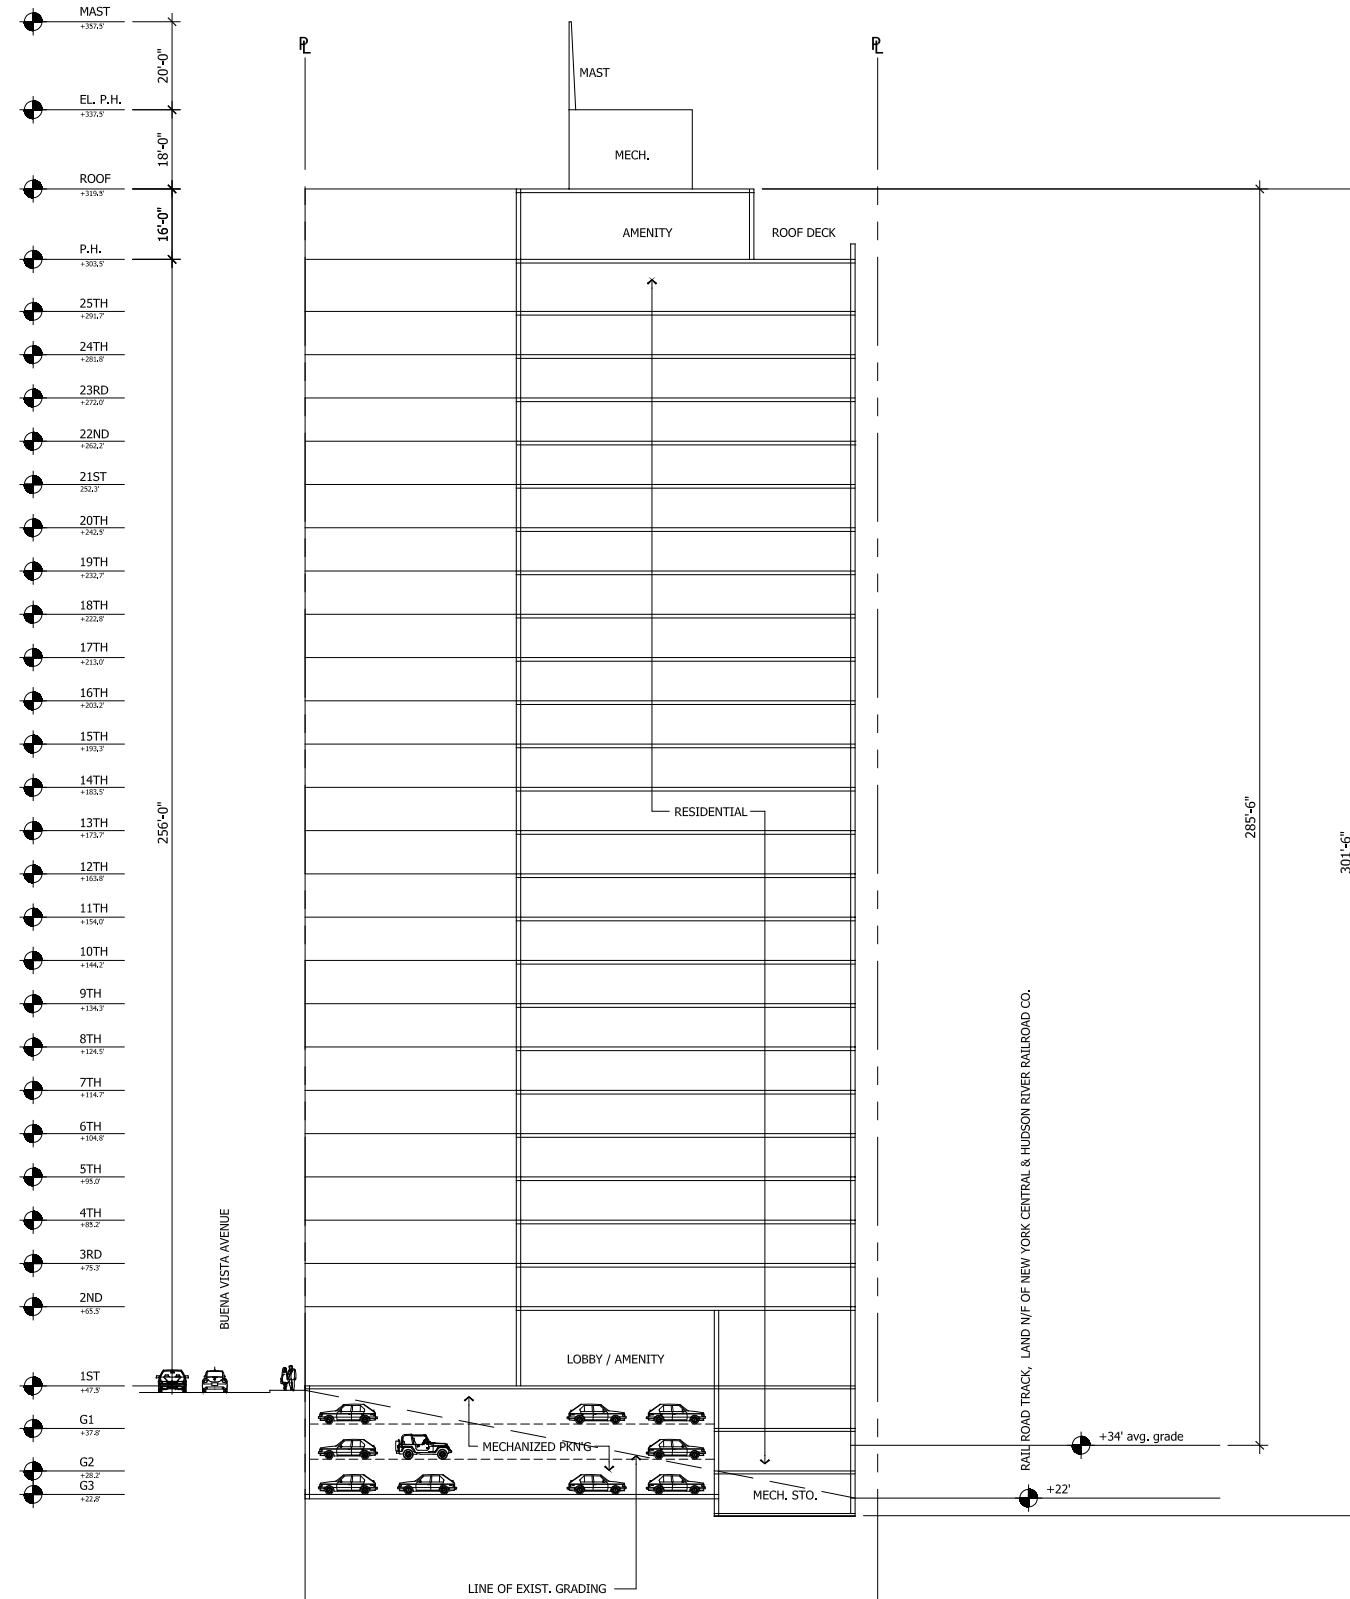 MAST
+357.5'
20'-0"
EL. P.H.
+337.5'
18'-0"
ROOF
+319.5'
16'-0"
P.H.
+303.5'
25TH
+291.7'
24TH
+281.8'
23RD
+272.0'
22ND
+262.2'
21ST
252.3'
20TH
+242.5'
19TH
+232.7'
18TH
+222.8'
17TH
+213.0'
16TH
+203.2'
15TH
+193.3'
14TH
+183.5'
13TH
+173.7'
12TH
+163.8'
11TH
+154.0'
10TH
+144.2'
9TH
+134.3'
8TH
+124.5'
7TH
+114.7'
6TH
+104.8'
5TH
+95.0'
4TH
+85.2'
3RD
+75.3'
2ND
+65.5'
1ST
+47.5'
G1
+37.8'
G2
+28.2'
G3
+22.8'
256'-0"
BUENA VISTA AVENUE
PL
PL
MAST
MECH.
AMENITY
ROOF DECK
RESIDENTIAL
LOBBY / AMENITY
MECHANIZED PKN'G
MECH. STO.
LINE OF EXIST. GRADING
RAIL ROAD TRACK, LAND N/F OF NEW YORK CENTRAL & HUDSON RIVER RAILROAD CO.
+34' avg. grade
+22'
285'-6"
301'-6"